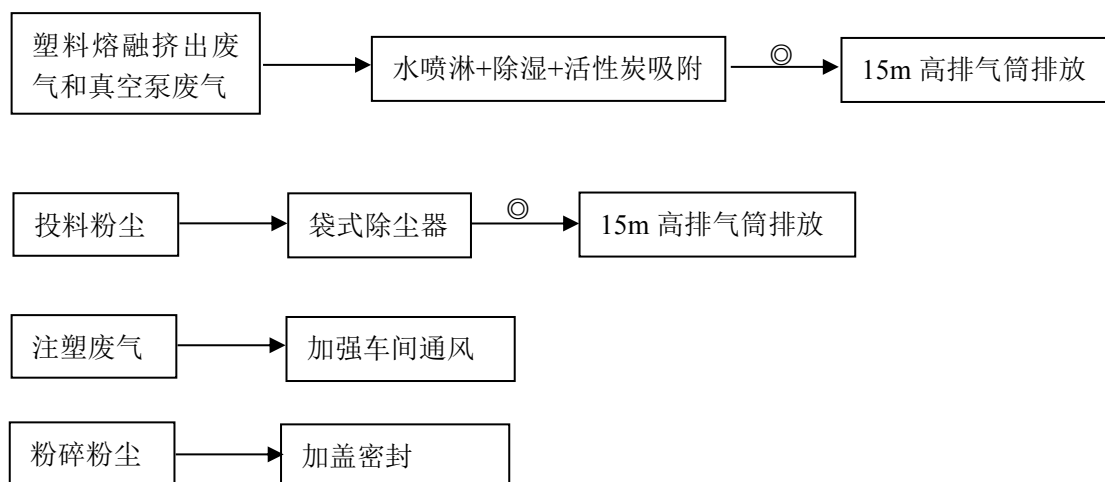 塑料熔融挤出废
气和真空泵废气
水喷淋+除湿+活性炭吸附
◎
15m 高排气筒排放
投料粉尘
袋式除尘器
◎
15m 高排气筒排放
注塑废气
加强车间通风
粉碎粉尘
加盖密封